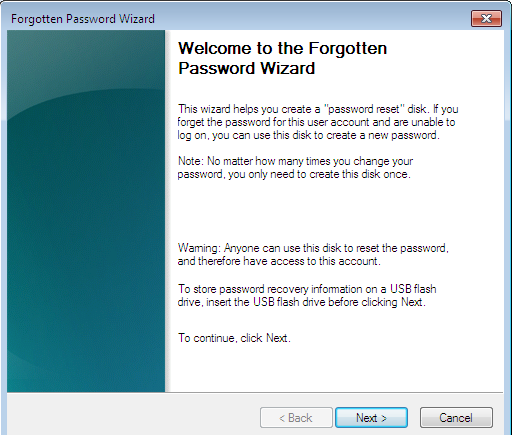 Forgotten Password Wizard
Welcome to the Forgotten
Password Wizard
This wizard helps you create a "password reset" disk. If you
forget the password for this user account and are unable to
log on, you can use this disk to create a new password.
Note: No matter how many times you change your
password, you only need to create this disk once.
Warning: Anyone can use this disk to reset the password,
and therefore have access to this account.
To store password recovery information on a USB flash
drive, insert the USB flash drive before clicking Next.
To continue, click Next.
< Back Next > Cancel